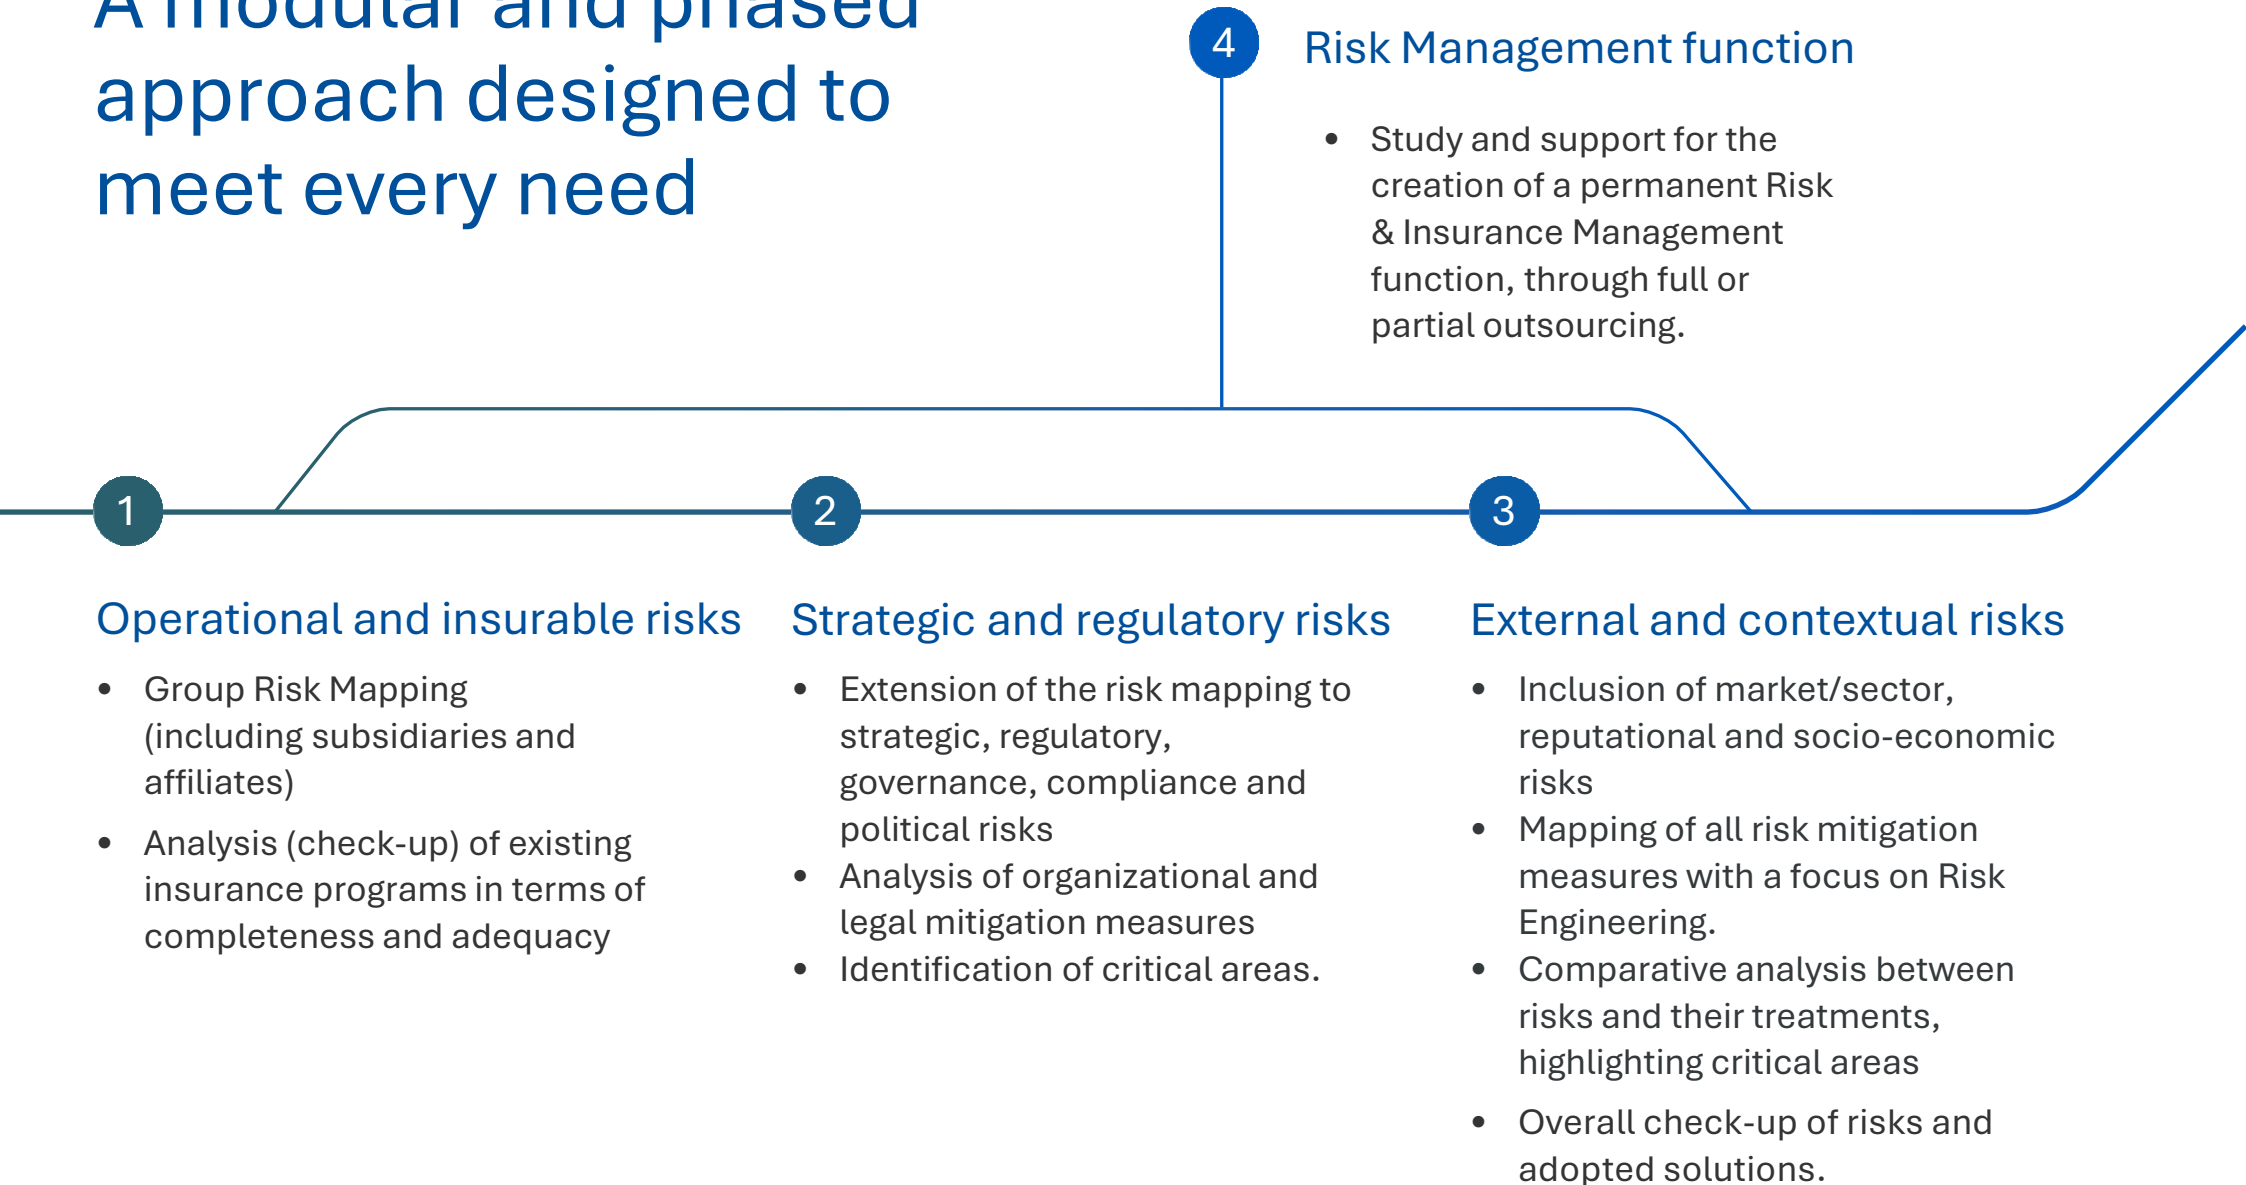 A modular and phased
approach designed to
meet every need
4
Risk Management function
• Study and support for the
creation of a permanent Risk
& Insurance Management
function, through full or
partial outsourcing.
1
2
3
Operational and insurable risks
• Group Risk Mapping
(including subsidiaries and
affiliates)
• Analysis (check-up) of existing
insurance programs in terms of
completeness and adequacy
Strategic and regulatory risks
• Extension of the risk mapping to
strategic, regulatory,
governance, compliance and
political risks
• Analysis of organizational and
legal mitigation measures
• Identification of critical areas.
External and contextual risks
• Inclusion of market/sector,
reputational and socio-economic
risks
• Mapping of all risk mitigation
measures with a focus on Risk
Engineering.
• Comparative analysis between
risks and their treatments,
highlighting critical areas
• Overall check-up of risks and
adopted solutions.